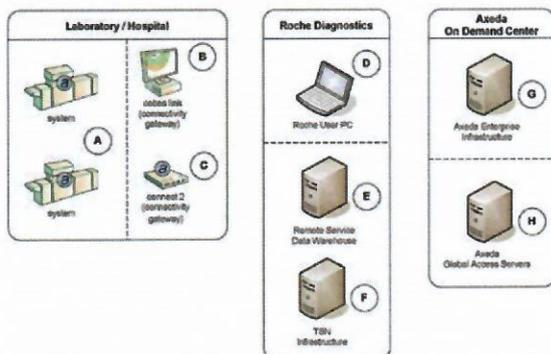 Laboratory / Hospital
system
A
system
B
cobas link
(connectivity
gateway)
C
connect 2
(connectivity
gateway)
Roche Diagnostics
D
Roche User PC
E
Remote Service
Data Warehouse
F
TSN
Infrastructure
Axeda
On Demand Center
G
Axeda Enterprise
Infrastructure
H
Axeda
Global Access Servers